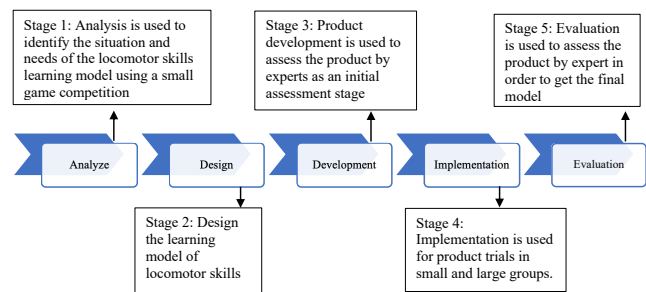 Stage 1: Analysis is used to
identify the situation and
needs of the locomotor skills
learning model using a small
game competition
Stage 3: Product
development is used to
assess the product by
experts as an initial
assessment stage
Stage 5: Evaluation
is used to assess the
product by expert in
order to get the final
model
Analyze
Design
Development
Implementation
Evaluation
Stage 2: Design
the learning
model of
locomotor skills
Stage 4:
Implementation is used
for product trials in
small and large groups.